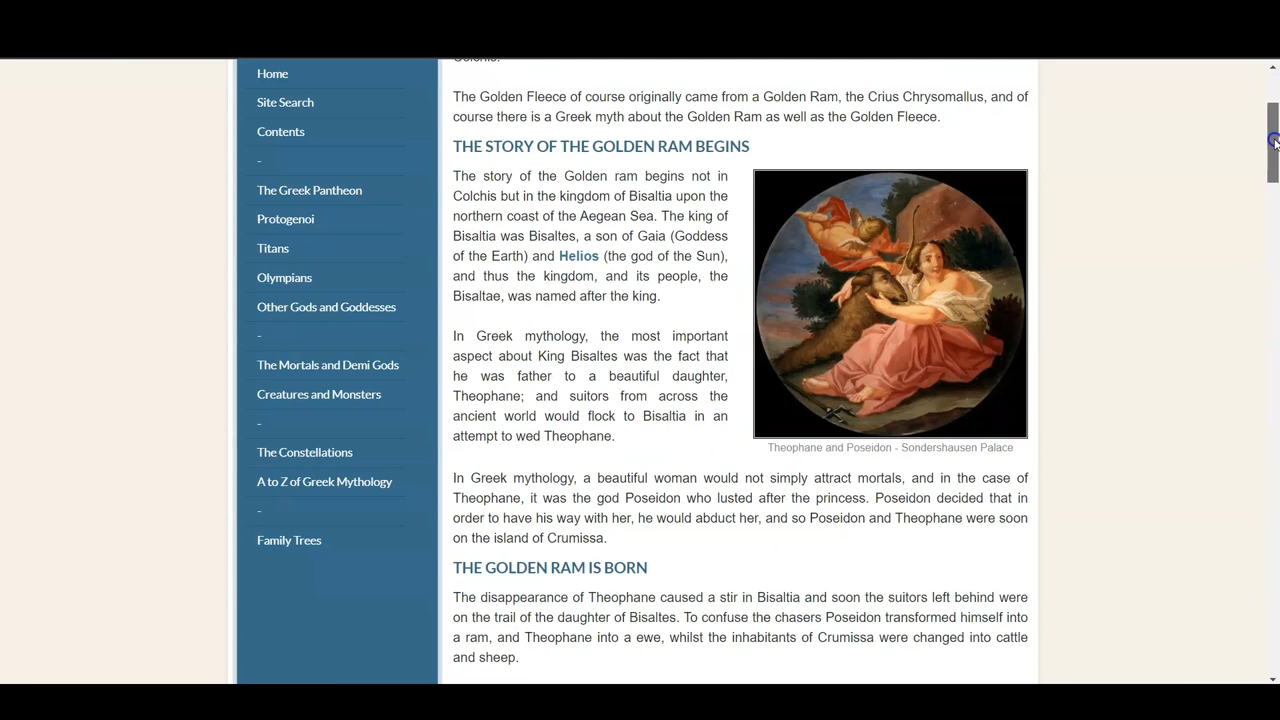 Home
Site Search
Contents
-
The Greek Pantheon
Protogenoi
Titans
Olympians
Other Gods and Goddesses
-
The Mortals and Demi Gods
Creatures and Monsters
-
The Constellations
A to Z of Greek Mythology
-
Family Trees
Colchis.
The Golden Fleece of course originally came from a Golden Ram, the Crius Chrysomallus, and of
course there is a Greek myth about the Golden Ram as well as the Golden Fleece.
THE STORY OF THE GOLDEN RAM BEGINS
The story of the Golden ram begins not in
Colchis but in the kingdom of Bisaltia upon the
northern coast of the Aegean Sea. The king of
Bisaltia was Bisaltes, a son of Gaia (Goddess
of the Earth) and Helios (the god of the Sun),
and thus the kingdom, and its people, the
Bisaltae, was named after the king.
In Greek mythology, the most important
aspect about King Bisaltes was the fact that
he was father to a beautiful daughter,
Theophane; and suitors from across the
ancient world would flock to Bisaltia in an
attempt to wed Theophane.
Theophane and Poseidon - Sondershausen Palace
In Greek mythology, a beautiful woman would not simply attract mortals, and in the case of
Theophane, it was the god Poseidon who lusted after the princess. Poseidon decided that in
order to have his way with her, he would abduct her, and so Poseidon and Theophane were soon
on the island of Crumissa.
THE GOLDEN RAM IS BORN
The disappearance of Theophane caused a stir in Bisaltia and soon the suitors left behind were
on the trail of the daughter of Bisaltes. To confuse the chasers Poseidon transformed himself into
a ram, and Theophane into a ewe, whilst the inhabitants of Crumissa were changed into cattle
and sheep.